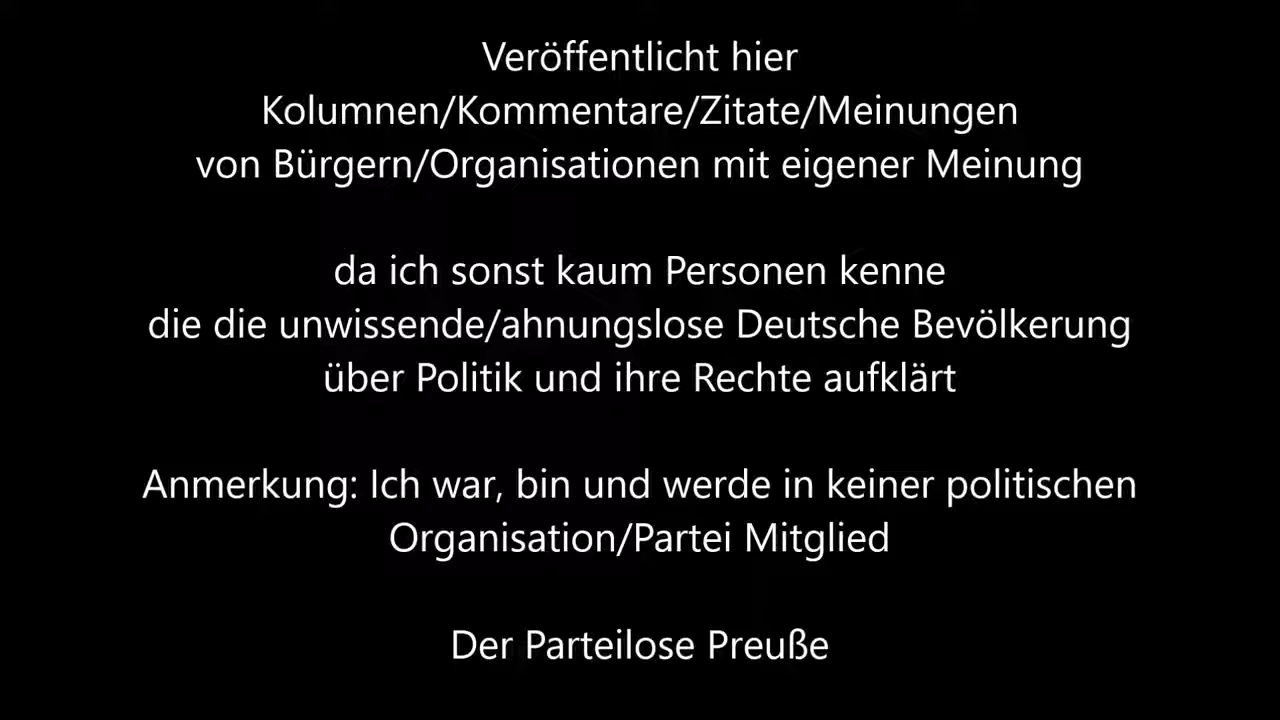 Veröffentlicht hier
Kolumnen/Kommentare/Zitate/Meinungen
von Bürgern/Organisationen mit eigener Meinung
da ich sonst kaum Personen kenne
die die unwissende/ahnungslose Deutsche Bevölkerung
über Politik und ihre Rechte aufklärt
Anmerkung: Ich war, bin und werde in keiner politischen
Organisation/Partei Mitglied
Der Parteilose Preuße